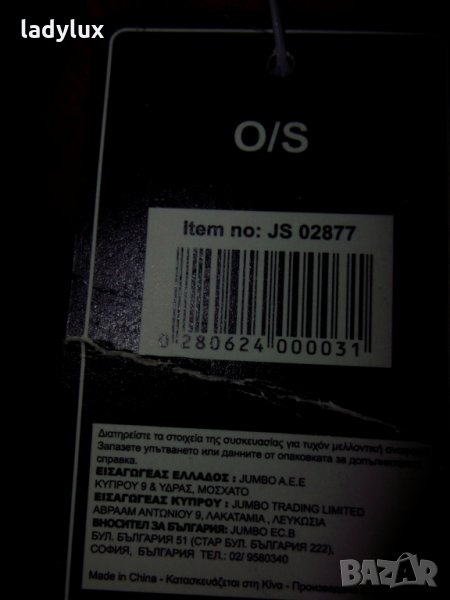 ladylux
O/S
Item no: JS 02877
0 280624 000031
Διατηρείστε τα στοιχεία της συσκευασίας για τυχόν μελλοντική
Запазете упътването или данните от опаковката за
справка.
ΕΙΣΑΓΩΓΕΑΣ ΕΛΛΑΔΟΣ : JUMBO A.E.E
ΚΥΠΡΟΥ 9 & ΥΔΡΑΣ, ΜΟΣΧΑΤΟ
ΕΙΣΑΓΩΓΕΑΣ ΚΥΠΡΟΥ : JUMBO TRADING LIMITED
ΑΒΡΑΑΜ ΑΝΤΩΝΙΟΥ 9, ΛΑΚΑΤΑΜΙΑ , ΛΕΥΚΩΣΙΑ
ВНОСИТЕЛ ЗА БЪЛГАРИЯ: JUMBO EC.B
БУЛ. БЪЛГАРИЯ 51 (СТАР БУЛ. БЪЛГАРИЯ 222),
СОФИЯ, БЪЛГАРИЯ ТЕЛ.: 02/ 9580340
Made in China - Κατασκευάζεται στη Κίνα -
BAZAR